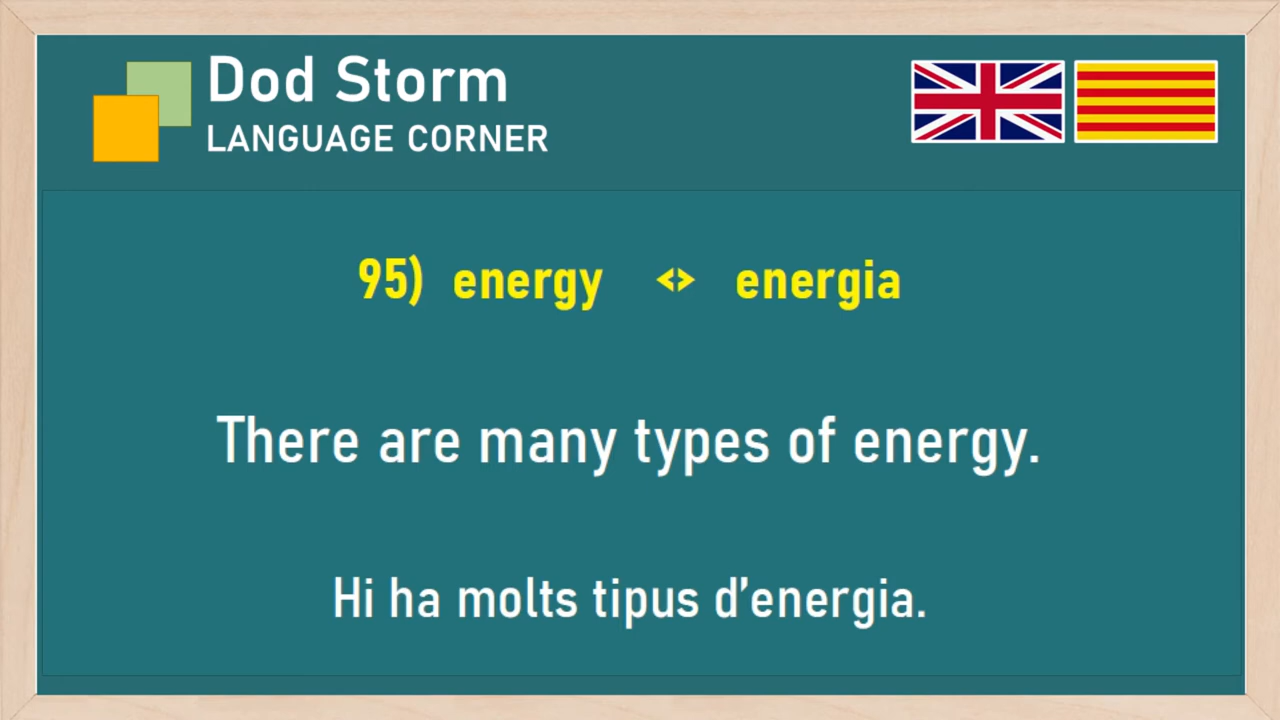 Dod Storm
LANGUAGE CORNER
95) energy <> energia
There are many types of energy.
Hi ha molts tipus d’energia.